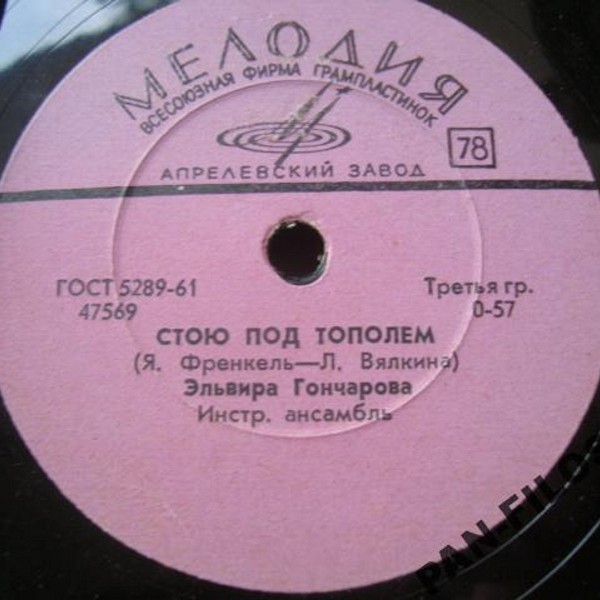 МЕЛОДИЯ
ВСЕСОЮЗНАЯ ФИРМА ГРАМПЛАСТИНОК
78
АПРЕЛЕВСКИЙ ЗАВОД
ГОСТ 5289-61
47569
Третья гр.
0-57
СТОЮ ПОД ТОПОЛЕМ
(Я. Френкель—Л. Вялкина)
Эльвира Гончарова
Инстр. ансамбль